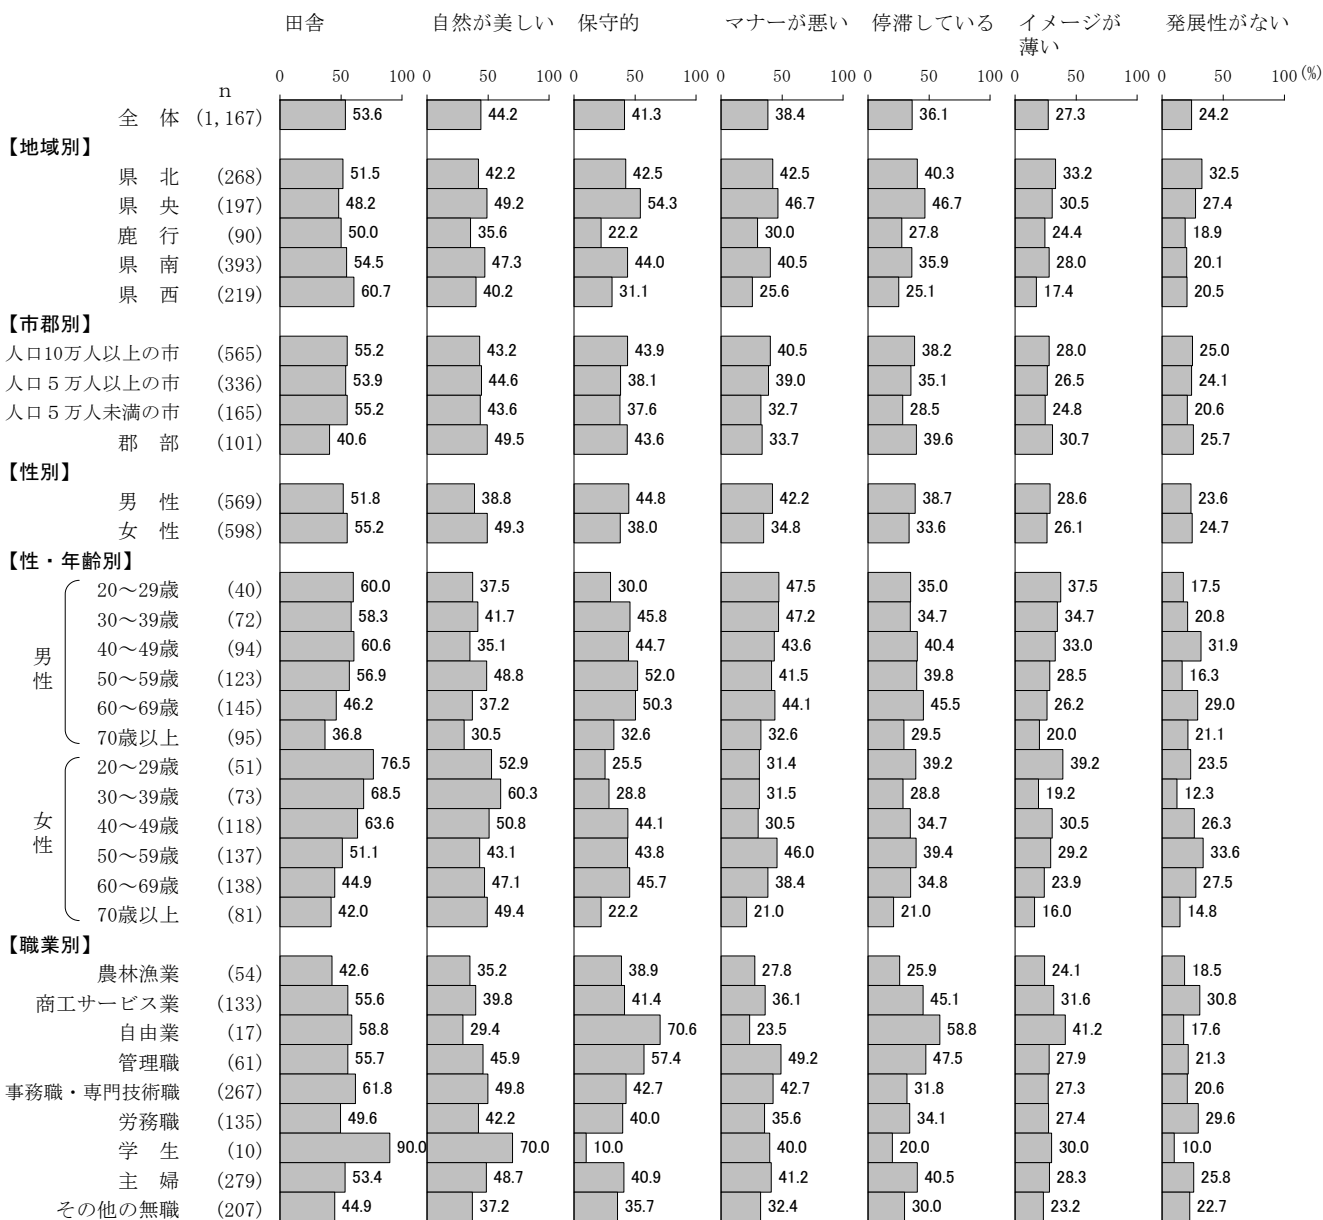 田舎 自然が美しい 保守的 マナーが悪い 停滞している イメージが薄い 発展性がない
0 50 100 0 50 100 0 50 100 0 50 100 0 50 100 0 50 100 0 50 100 (%)
n
全 体 (1,167) 53.6 44.2 41.3 38.4 36.1 27.3 24.2
【地域別】
県 北 (268) 51.5 42.2 42.5 42.5 40.3 33.2 32.5
県 央 (197) 48.2 49.2 54.3 46.7 46.7 30.5 27.4
鹿 行 (90) 50.0 35.6 22.2 30.0 27.8 24.4 18.9
県 南 (393) 54.5 47.3 44.0 40.5 35.9 28.0 20.1
県 西 (219) 60.7 40.2 31.1 25.6 25.1 17.4 20.5
【市郡別】
人口10万人以上の市 (565) 55.2 43.2 43.9 40.5 38.2 28.0 25.0
人口5万人以上の市 (336) 53.9 44.6 38.1 39.0 35.1 26.5 24.1
人口5万人未満の市 (165) 55.2 43.6 37.6 32.7 28.5 24.8 20.6
郡 部 (101) 40.6 49.5 43.6 33.7 39.6 30.7 25.7
【性別】
男 性 (569) 51.8 38.8 44.8 42.2 38.7 28.6 23.6
女 性 (598) 55.2 49.3 38.0 34.8 33.6 26.1 24.7
【性・年齢別】
男性
20～29歳 (40) 60.0 37.5 30.0 47.5 35.0 37.5 17.5
30～39歳 (72) 58.3 41.7 45.8 47.2 34.7 34.7 20.8
40～49歳 (94) 60.6 35.1 44.7 43.6 40.4 33.0 31.9
50～59歳 (123) 56.9 48.8 52.0 41.5 39.8 28.5 16.3
60～69歳 (145) 46.2 37.2 50.3 44.1 45.5 26.2 29.0
70歳以上 (95) 36.8 30.5 32.6 32.6 29.5 20.0 21.1
女性
20～29歳 (51) 76.5 52.9 25.5 31.4 39.2 39.2 23.5
30～39歳 (73) 68.5 60.3 28.8 31.5 28.8 19.2 12.3
40～49歳 (118) 63.6 50.8 44.1 30.5 34.7 30.5 26.3
50～59歳 (137) 51.1 43.1 43.8 46.0 39.4 29.2 33.6
60～69歳 (138) 44.9 47.1 45.7 38.4 34.8 23.9 27.5
70歳以上 (81) 42.0 49.4 22.2 21.0 21.0 16.0 14.8
【職業別】
農林漁業 (54) 42.6 35.2 38.9 27.8 25.9 24.1 18.5
商工サービス業 (133) 55.6 39.8 41.4 36.1 45.1 31.6 30.8
自由業 (17) 58.8 29.4 70.6 23.5 58.8 41.2 17.6
管理職 (61) 55.7 45.9 57.4 49.2 47.5 27.9 21.3
事務職・専門技術職 (267) 61.8 49.8 42.7 42.7 31.8 27.3 20.6
労務職 (135) 49.6 42.2 40.0 35.6 34.1 27.4 29.6
学 生 (10) 90.0 70.0 10.0 40.0 20.0 30.0 10.0
主 婦 (279) 53.4 48.7 40.9 41.2 40.5 28.3 25.8
その他の無職 (207) 44.9 37.2 35.7 32.4 30.0 23.2 22.7